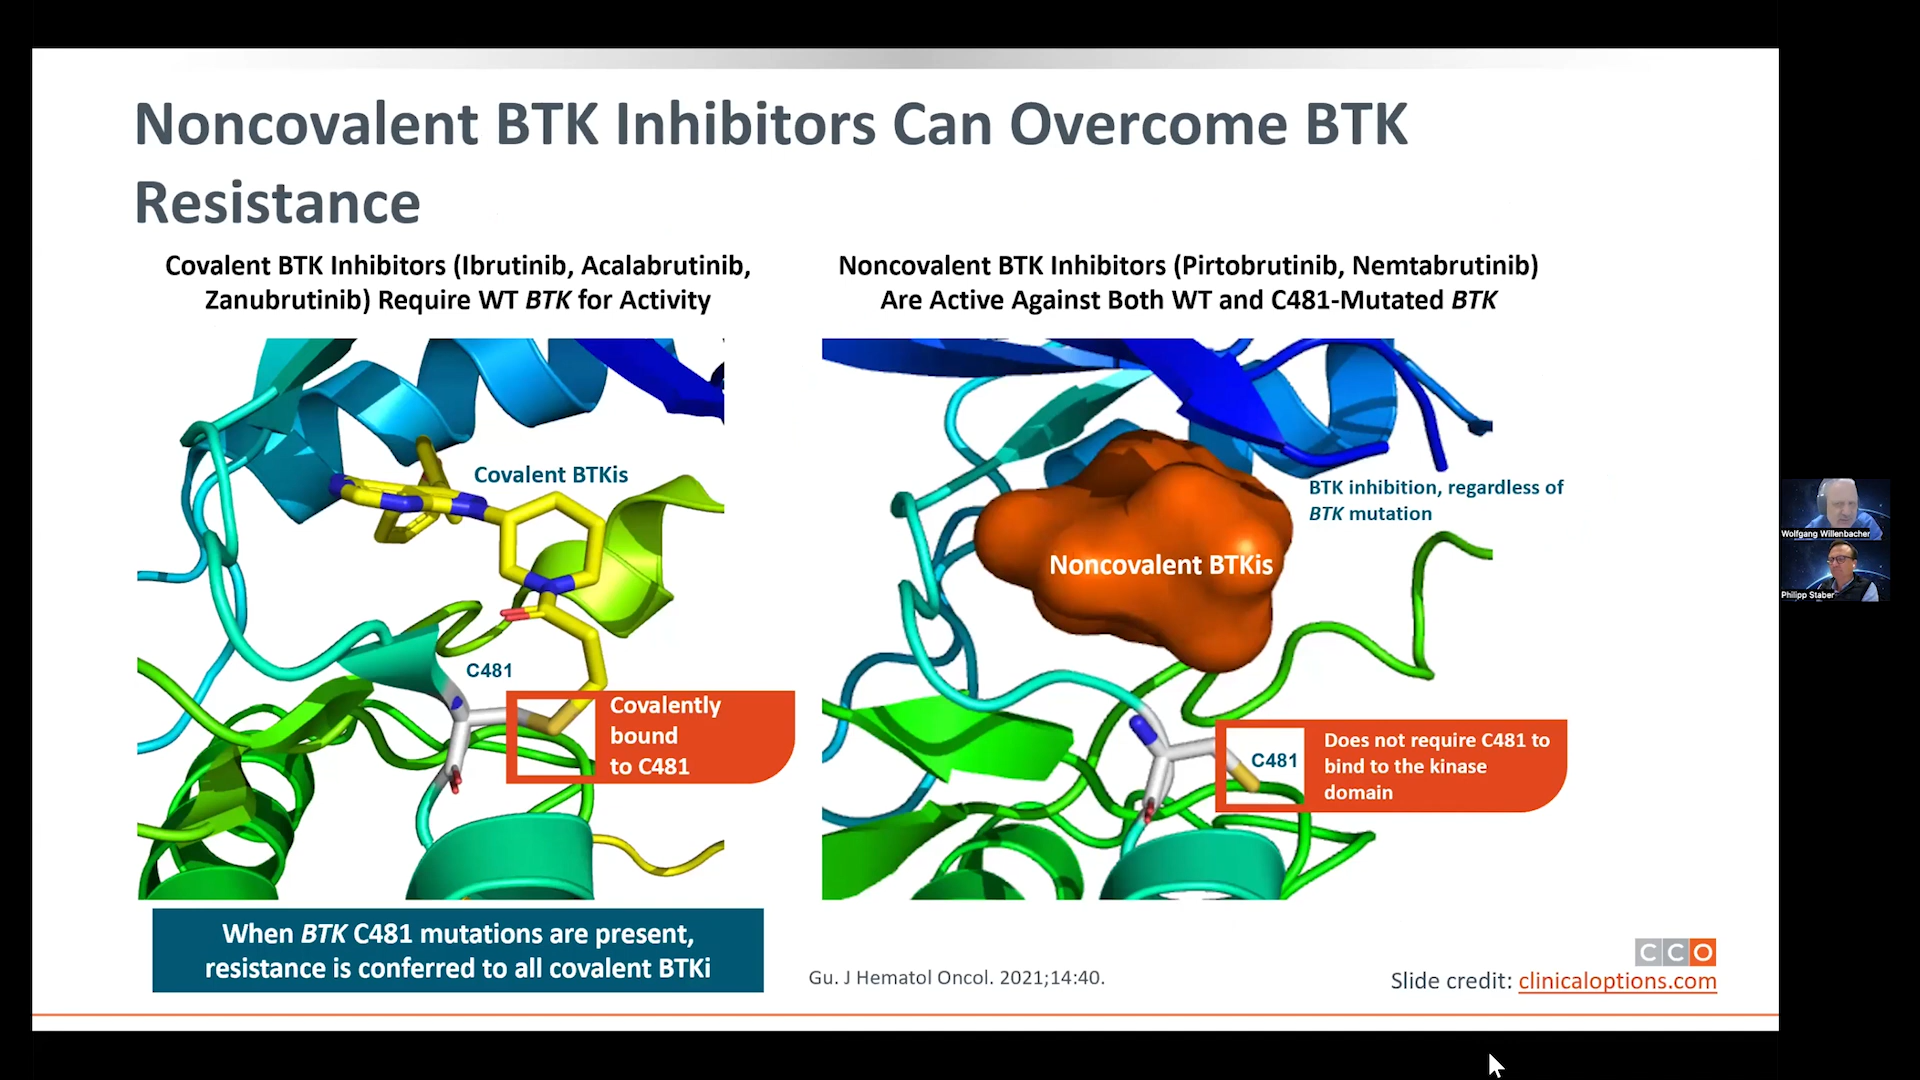 Noncovalent BTK Inhibitors Can Overcome BTK
Resistance
Covalent BTK Inhibitors (Ibrutinib, Acalabrutinib,
Zanubrutinib) Require WT BTK for Activity
Noncovalent BTK Inhibitors (Pirtobrutinib, Nemtabrutinib)
Are Active Against Both WT and C481-Mutated BTK
Covalent BTKis
C481
Covalently
bound
to C481
BTK inhibition, regardless of
BTK mutation
Noncovalent BTKis
C481
Does not require C481 to
bind to the kinase
domain
When BTK C481 mutations are present,
resistance is conferred to all covalent BTKi
Gu. J Hematol Oncol. 2021;14:40.
CCO
Slide credit: clinicaloptions.com
Wolfgang Willenbacher
Philipp Staber